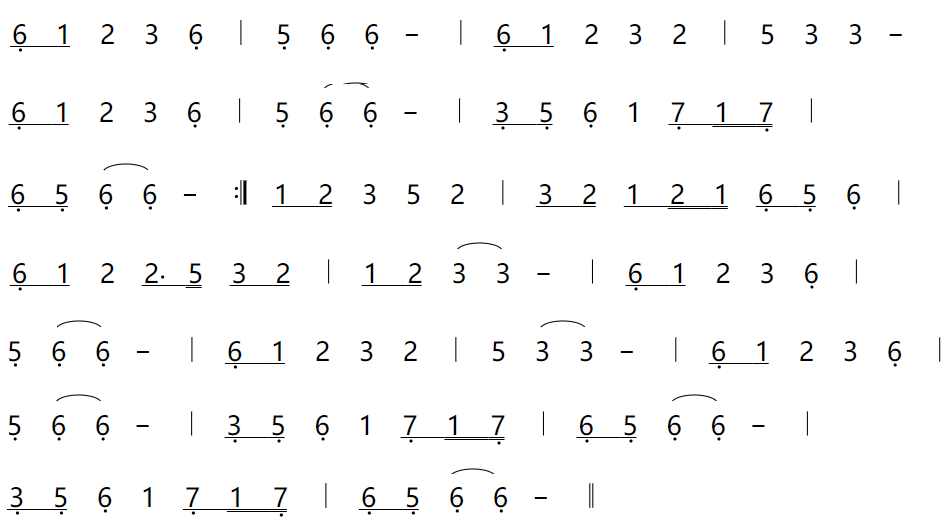 6̣ 1 2 3 6̣ | 5̣ 6̣ 6̣ – | 6̣ 1 2 3 2 | 5 3 3 –
6̣ 1 2 3 6̣ | 5̣ 6̣ 6̣ – | 3̣ 5̣ 6̣ 1 7̣ 1 7̣ |
6̣ 5̣ 6̣ 6̣ – :‖ 1 2 3 5 2 | 3 2 1 2 1 6̣ 5̣ 6̣ |
6̣ 1 2 2· 5 3 2 | 1 2 3 3 – | 6̣ 1 2 3 6̣ |
5̣ 6̣ 6̣ – | 6̣ 1 2 3 2 | 5 3 3 – | 6̣ 1 2 3 6̣ |
5̣ 6̣ 6̣ – | 3̣ 5̣ 6̣ 1 7̣ 1 7̣ | 6̣ 5̣ 6̣ 6̣ – |
3̣ 5̣ 6̣ 1 7̣ 1 7̣ | 6̣ 5̣ 6̣ 6̣ – ‖